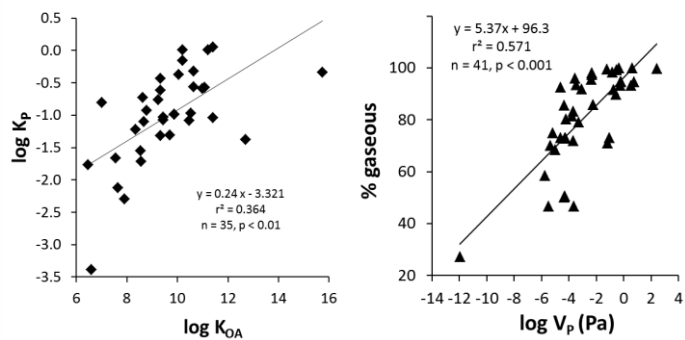 0.5
0.0
-0.5
-1.0
-1.5
-2.0
-2.5
-3.0
-3.5
log K_P
y = 0.24 x - 3.321
r² = 0.364
n = 35, p < 0.01
6 8 10 12 14 16
log K_OA
y = 5.37x + 96.3
r² = 0.571
n = 41, p < 0.001
120
100
80
60
40
20
% gaseous
-14 -12 -10 -8 -6 -4 -2 0 2 4
log V_P (Pa)